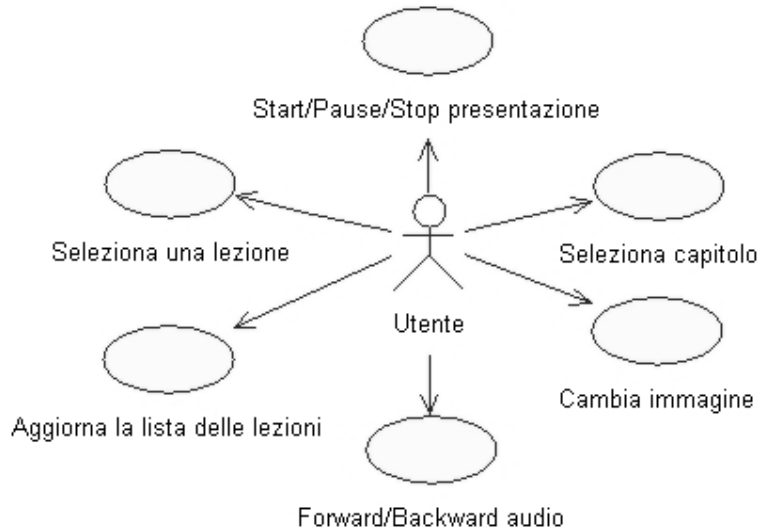 Start/Pause/Stop presentazione
Seleziona una lezione
Seleziona capitolo
Utente
Cambia immagine
Aggiorna la lista delle lezioni
Forward/Backward audio